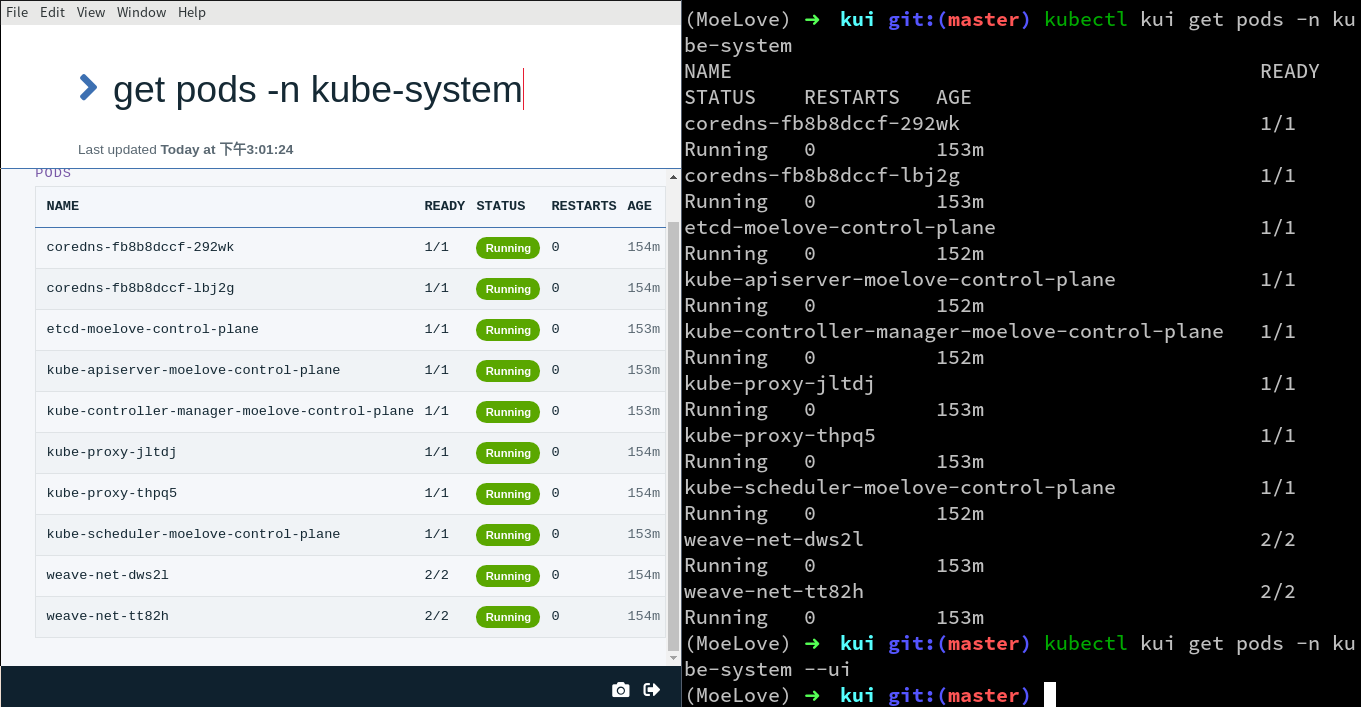 File Edit View Window Help
get pods -n kube-system
Last updated Today at 下午3:01:24
PODS
NAME READY STATUS RESTARTS AGE
coredns-fb8b8dccf-292wk 1/1 Running 0 154m
coredns-fb8b8dccf-lbj2g 1/1 Running 0 154m
etcd-moelove-control-plane 1/1 Running 0 153m
kube-apiserver-moelove-control-plane 1/1 Running 0 153m
kube-controller-manager-moelove-control-plane 1/1 Running 0 153m
kube-proxy-jltdj 1/1 Running 0 154m
kube-proxy-thpq5 1/1 Running 0 154m
kube-scheduler-moelove-control-plane 1/1 Running 0 153m
weave-net-dws2l 2/2 Running 0 154m
weave-net-tt82h 2/2 Running 0 154m
(MoeLove) ➜ kui git:(master) kubectl kui get pods -n ku
be-system
NAME READY
STATUS RESTARTS AGE
coredns-fb8b8dccf-292wk 1/1
Running 0 153m
coredns-fb8b8dccf-lbj2g 1/1
Running 0 153m
etcd-moelove-control-plane 1/1
Running 0 152m
kube-apiserver-moelove-control-plane 1/1
Running 0 152m
kube-controller-manager-moelove-control-plane 1/1
Running 0 152m
kube-proxy-jltdj 1/1
Running 0 153m
kube-proxy-thpq5 1/1
Running 0 153m
kube-scheduler-moelove-control-plane 1/1
Running 0 152m
weave-net-dws2l 2/2
Running 0 153m
weave-net-tt82h 2/2
Running 0 153m
(MoeLove) ➜ kui git:(master) kubectl kui get pods -n ku
be-system --ui
(MoeLove) ➜ kui git:(master)